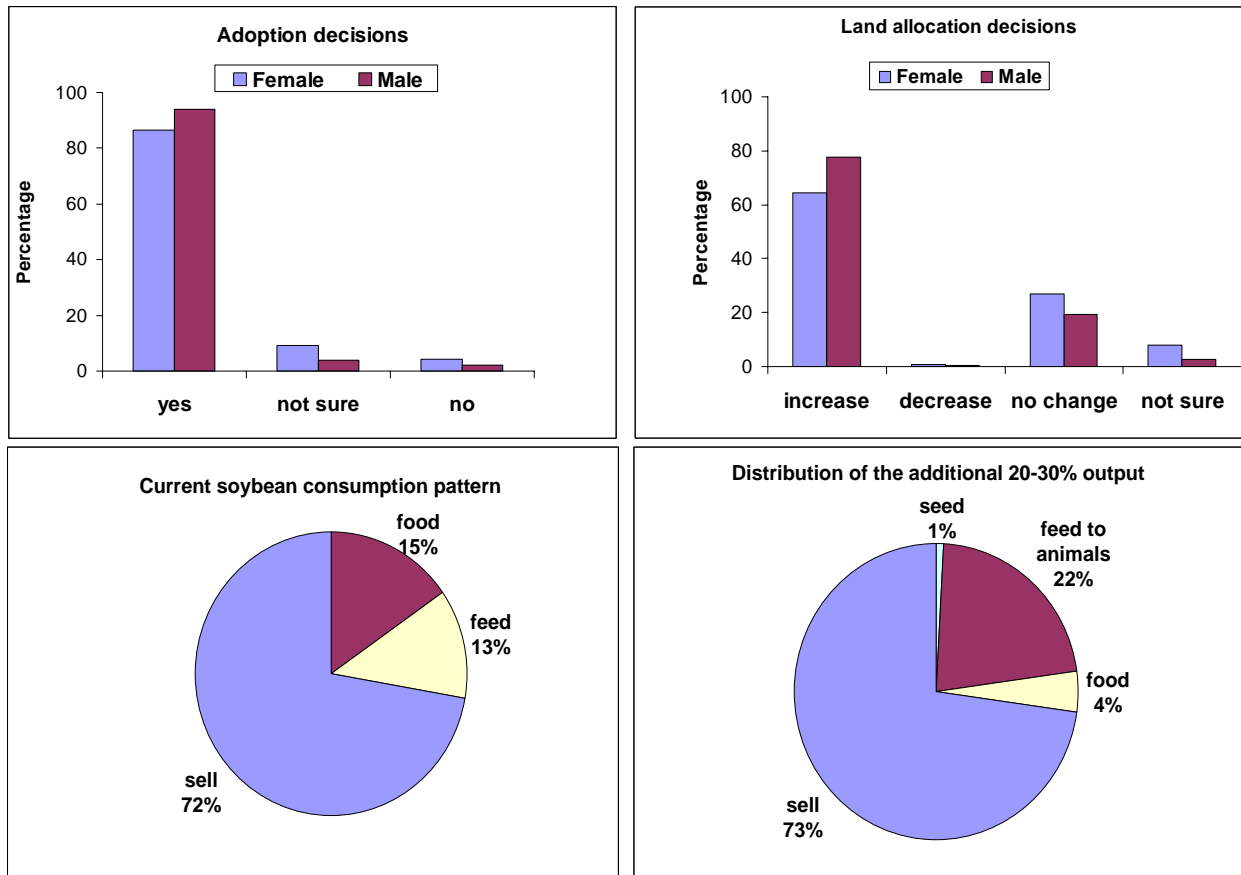 Adoption decisions
Female Male
100
80
60
40
20
0
Percentage
yes not sure no
Land allocation decisions
Female Male
100
80
60
40
20
0
Percentage
increase decrease no change not sure
Current soybean consumption pattern
food
15%
feed
13%
sell
72%
Distribution of the additional 20-30% output
seed
1%
feed to
animals
22%
food
4%
sell
73%